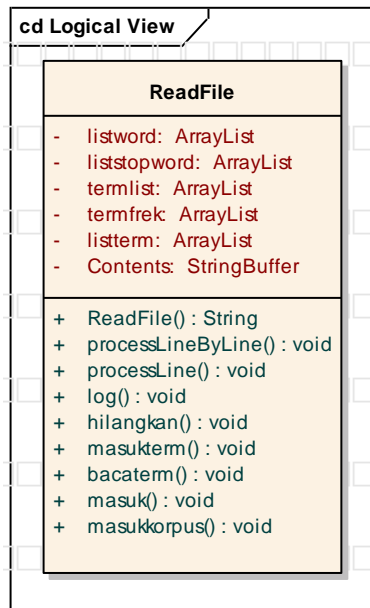 cd Logical View
ReadFile
- listword: ArrayList
- liststopword: ArrayList
- termlist: ArrayList
- termfrek: ArrayList
- listterm: ArrayList
- Contents: StringBuffer
+ ReadFile() : String
+ processLineByLine() : void
+ processLine() : void
+ log() : void
+ hilangkan() : void
+ masukterm() : void
+ bacaterm() : void
+ masuk() : void
+ masukkorpus() : void